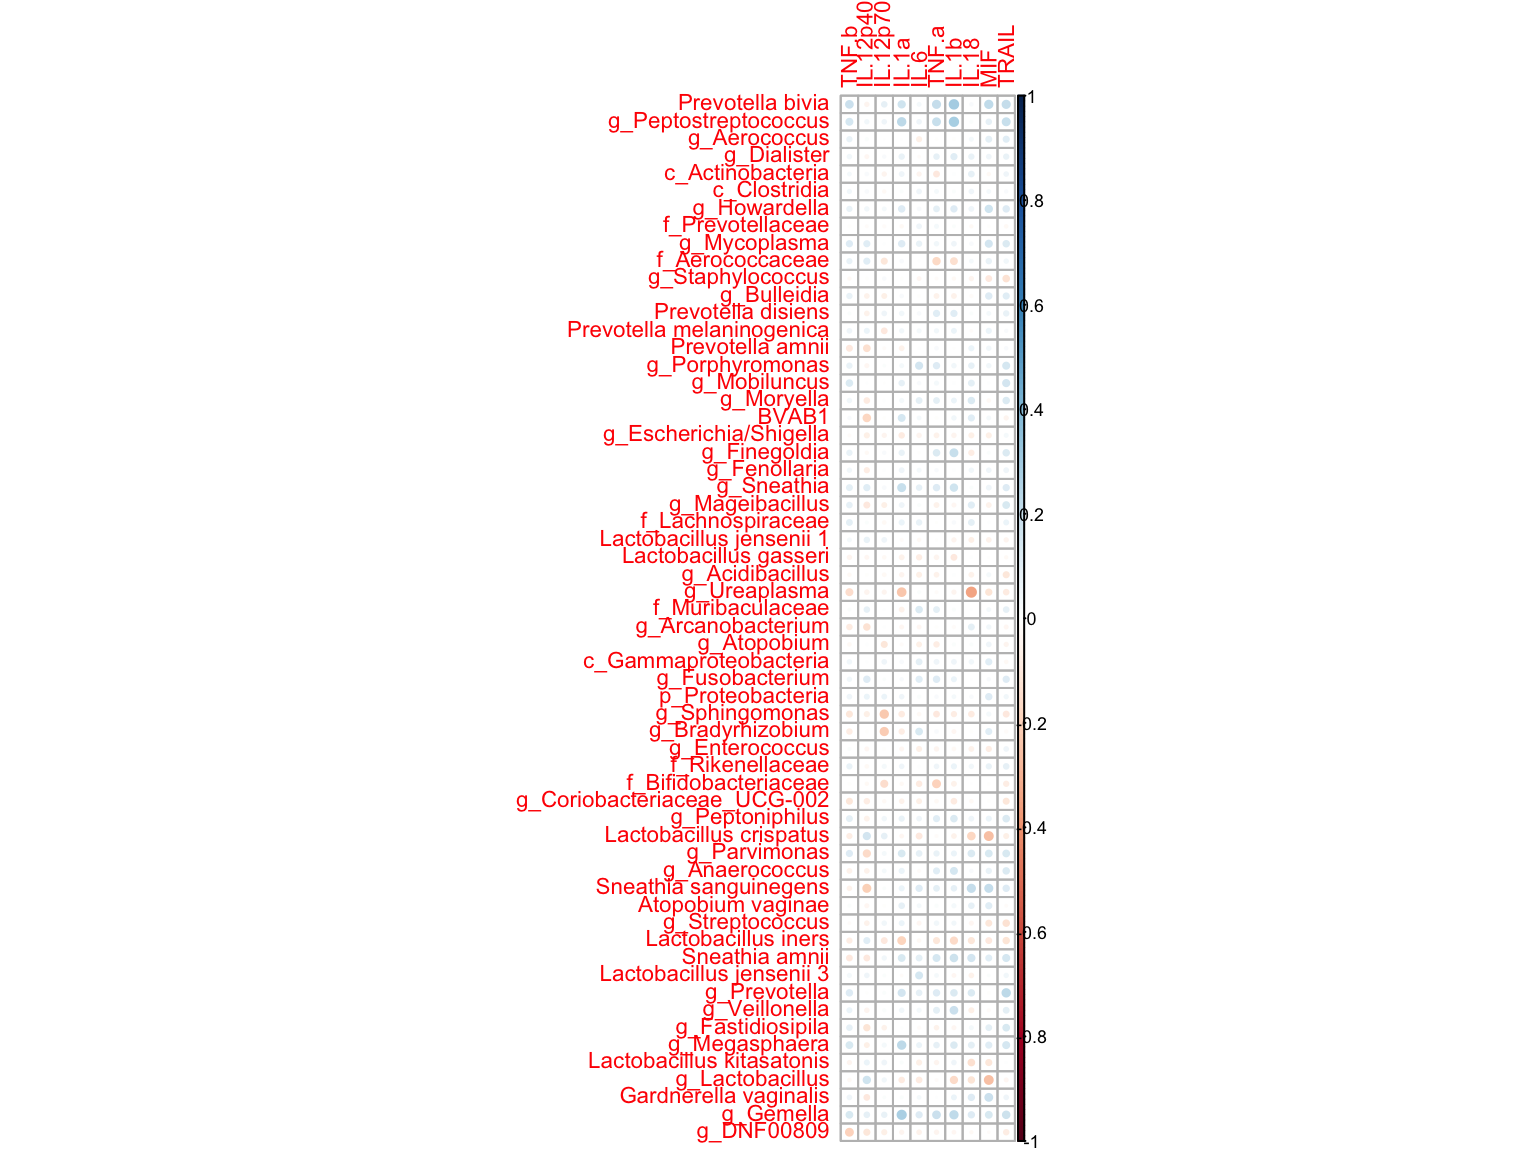 TNF.b
IL.12p40
IL.12p70
IL.1a
IL.6
TNF.a
IL.1b
IL.18
MIF
TRAIL
Prevotella bivia
g_Peptostreptococcus
g_Aerococcus
g_Dialister
c_Actinobacteria
c_Clostridia
g_Howardella
f_Prevotellaceae
g_Mycoplasma
f_Aerococcaceae
g_Staphylococcus
g_Bulleidia
Prevotella disiens
Prevotella melaninogenica
Prevotella amnii
g_Porphyromonas
g_Mobiluncus
g_Moryella
BVAB1
g_Escherichia/Shigella
g_Finegoldia
g_Fenollaria
g_Sneathia
g_Mageibacillus
f_Lachnospiraceae
Lactobacillus jensenii 1
Lactobacillus gasseri
g_Acidibacillus
g_Ureaplasma
f_Muribaculaceae
g_Arcanobacterium
g_Atopobium
c_Gammaproteobacteria
g_Fusobacterium
p_Proteobacteria
g_Sphingomonas
g_Bradyrhizobium
g_Enterococcus
f_Rikenellaceae
f_Bifidobacteriaceae
g_Coriobacteriaceae_UCG-002
g_Peptoniphilus
Lactobacillus crispatus
g_Parvimonas
g_Anaerococcus
Sneathia sanguinegens
Atopobium vaginae
g_Streptococcus
Lactobacillus iners
Sneathia amnii
Lactobacillus jensenii 3
g_Prevotella
g_Veillonella
g_Fastidiosipila
g_Megasphaera
Lactobacillus kitasatonis
g_Lactobacillus
Gardnerella vaginalis
g_Gemella
g_DNF00809
1
0.8
0.6
0.4
0.2
0
-0.2
-0.4
-0.6
-0.8
-1